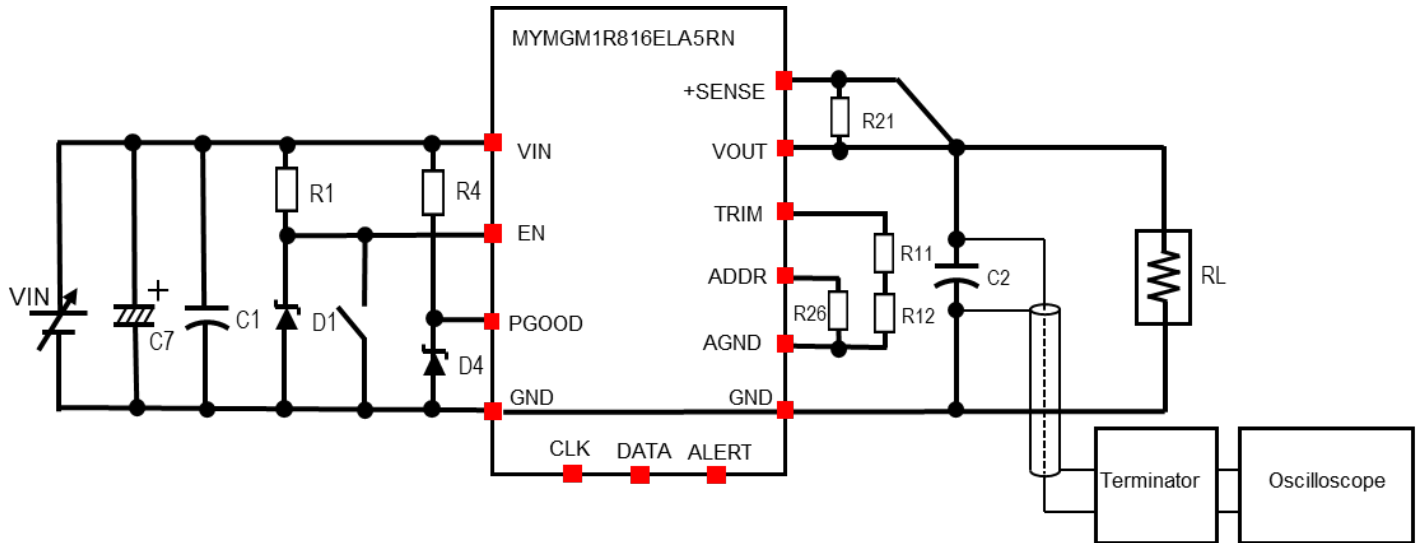 MYMGM1R816ELA5RN
+SENSE
R21
VIN
VOUT
R1
R4
TRIM
EN
R11
ADDR
C2
RL
VIN
+
C7
C1
D1
PGOOD
R26
R12
D4
AGND
GND
GND
CLK
DATA
ALERT
Terminator
Oscilloscope